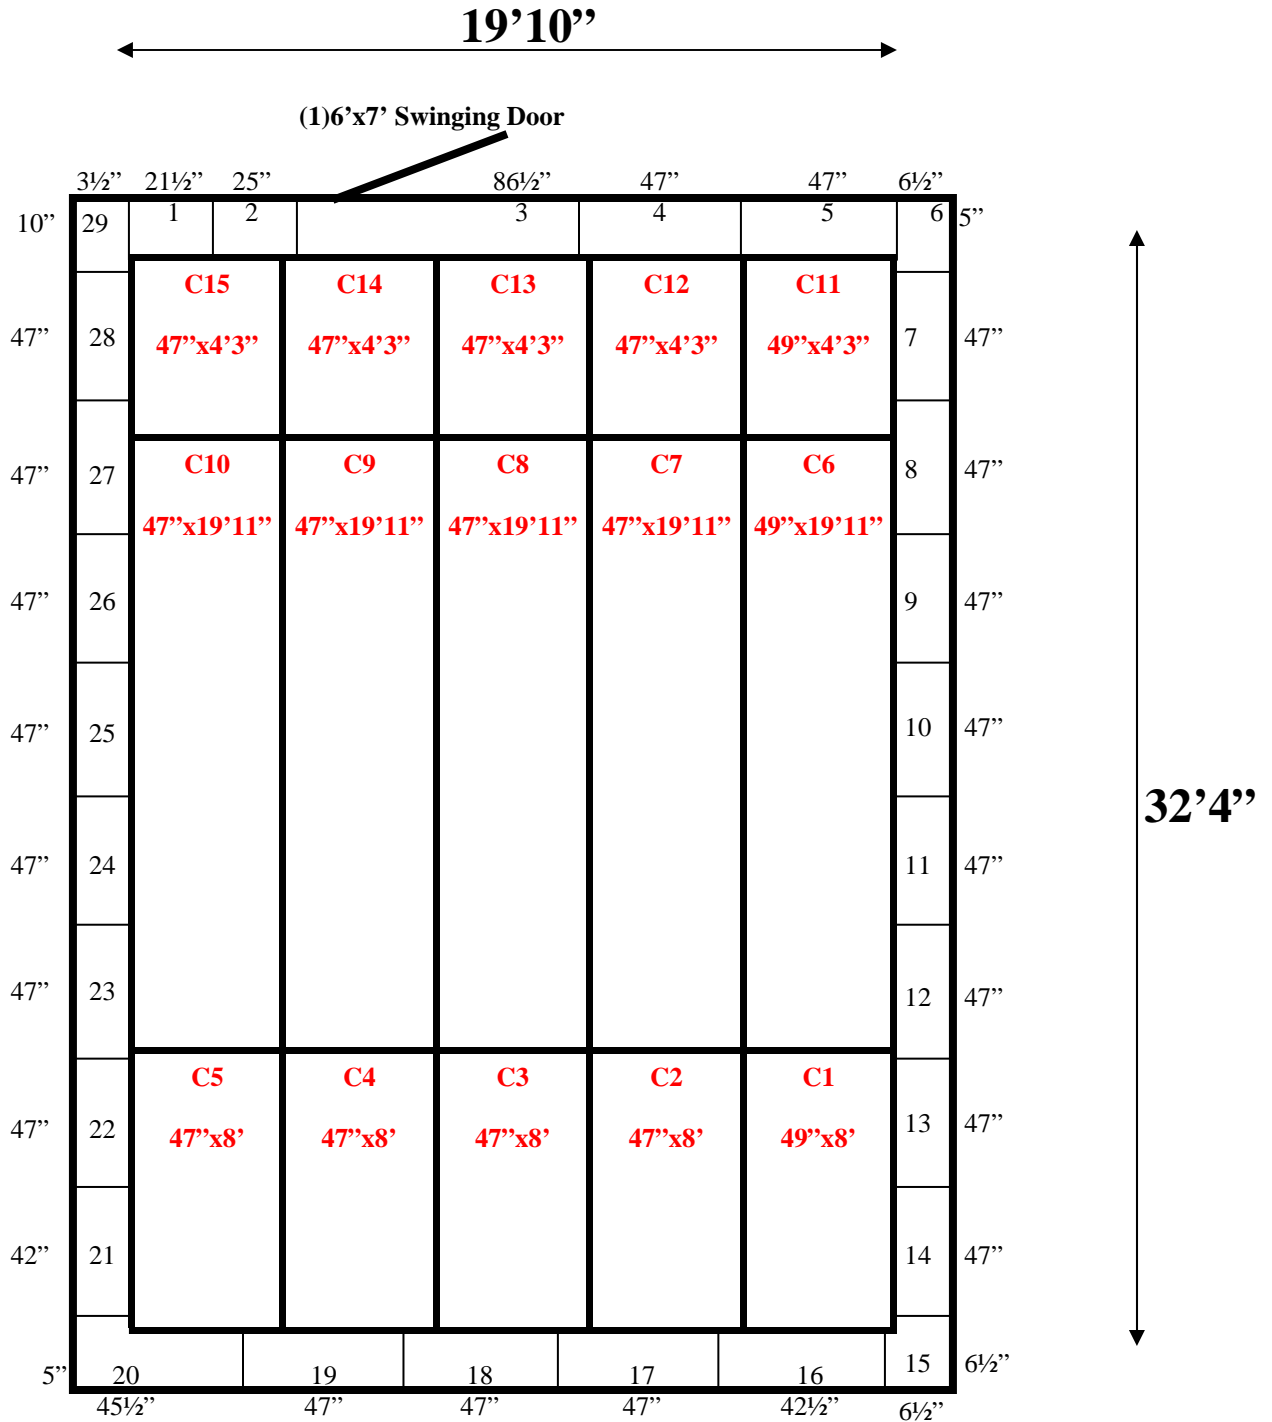 19’10”
(1)6’x7’ Swinging Door
3½” 21½” 25” 86½” 47” 47” 6½”
10” 29 1 2 3 4 5 6 5”
C15 C14 C13 C12 C11
47” 28 47”x4’3” 47”x4’3” 47”x4’3” 47”x4’3” 49”x4’3” 7 47”
C10 C9 C8 C7 C6
47” 27 8 47”
47”x19’11” 47”x19’11” 47”x19’11” 47”x19’11” 49”x19’11”
47” 26 9 47”
47” 25 10 47”
32’4”
47” 24 11 47”
47” 23 12 47”
C5 C4 C3 C2 C1
47” 22 47”x8’ 47”x8’ 47”x8’ 47”x8’ 49”x8’ 13 47”
42” 21 14 47”
5” 20 19 18 17 16 15 6½”
45½” 47” 47” 47” 42½” 6½”